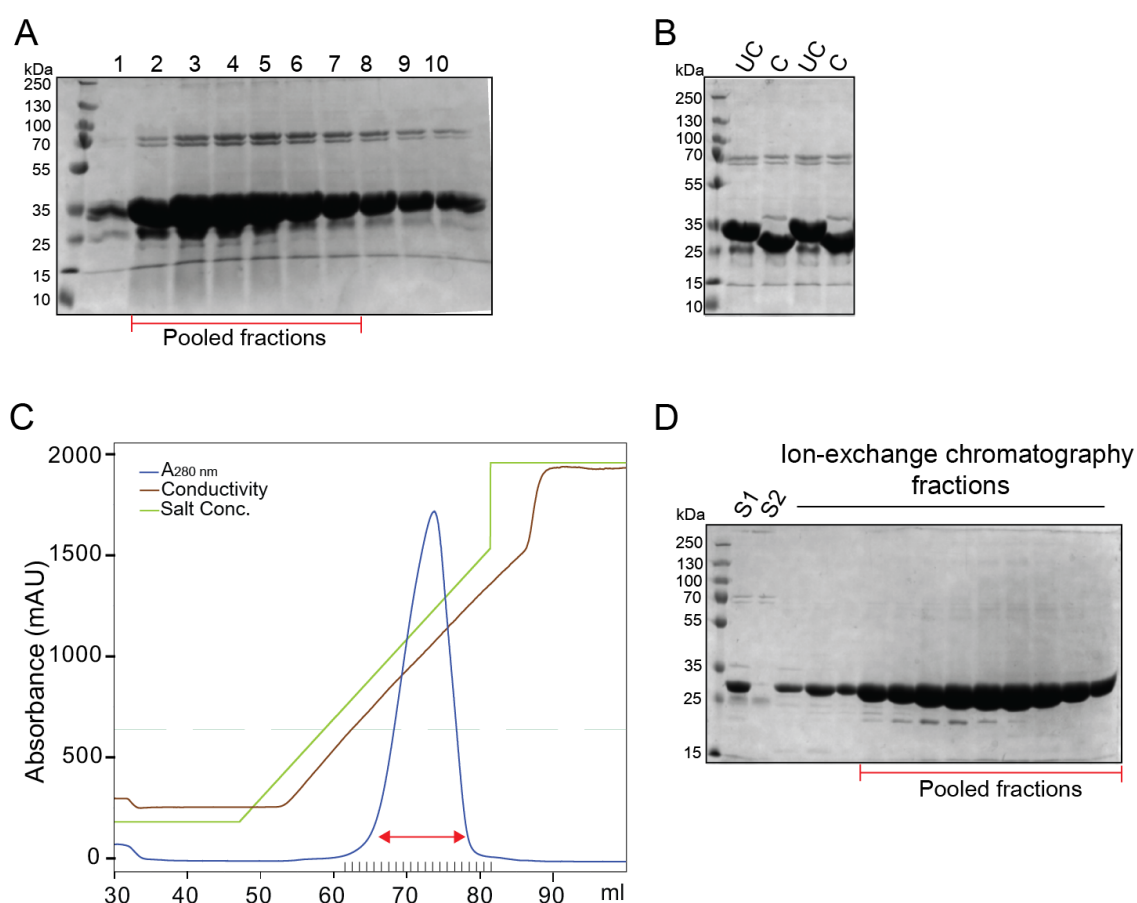 A
kDa 1 2 3 4 5 6 7 8 9 10
250
130
100
70
55
35
25
15
10
Pooled fractions
B
kDa UC C UC C
250
130
100
70
55
35
25
15
10
C
2000
1500
1000
500
0
Absorbance (mAU)
A280 nm
Conductivity
Salt Conc.
30 40 50 60 70 80 90 ml
D
Ion-exchange chromatography
fractions
kDa S1 S2
250
130
100
70
55
35
25
15
Pooled fractions